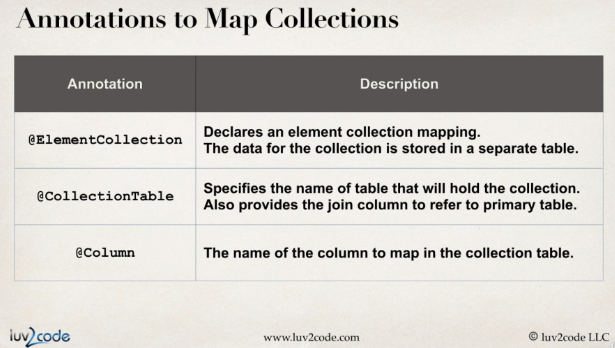 Annotations to Map Collections
Annotation Description
@ElementCollection
Declares an element collection mapping.
The data for the collection is stored in a separate table.
@CollectionTable
Specifies the name of table that will hold the collection.
Also provides the join column to refer to primary table.
@Column
The name of the column to map in the collection table.
luv2code www.luv2code.com © luv2code LLC